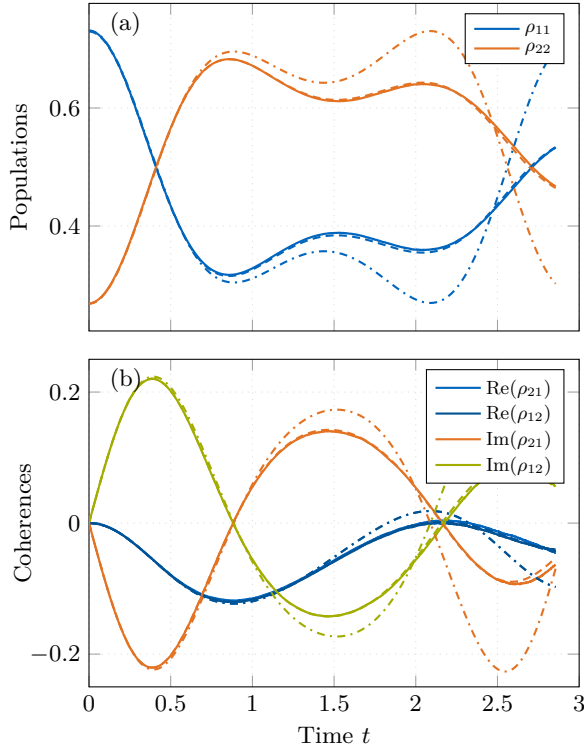 (a)
ρ₁₁
ρ₂₂
0.6
0.4
Populations
(b)
Re(ρ₂₁)
Re(ρ₁₂)
Im(ρ₂₁)
Im(ρ₁₂)
0.2
0
−0.2
Coherences
0 0.5 1 1.5 2 2.5 3
Time t